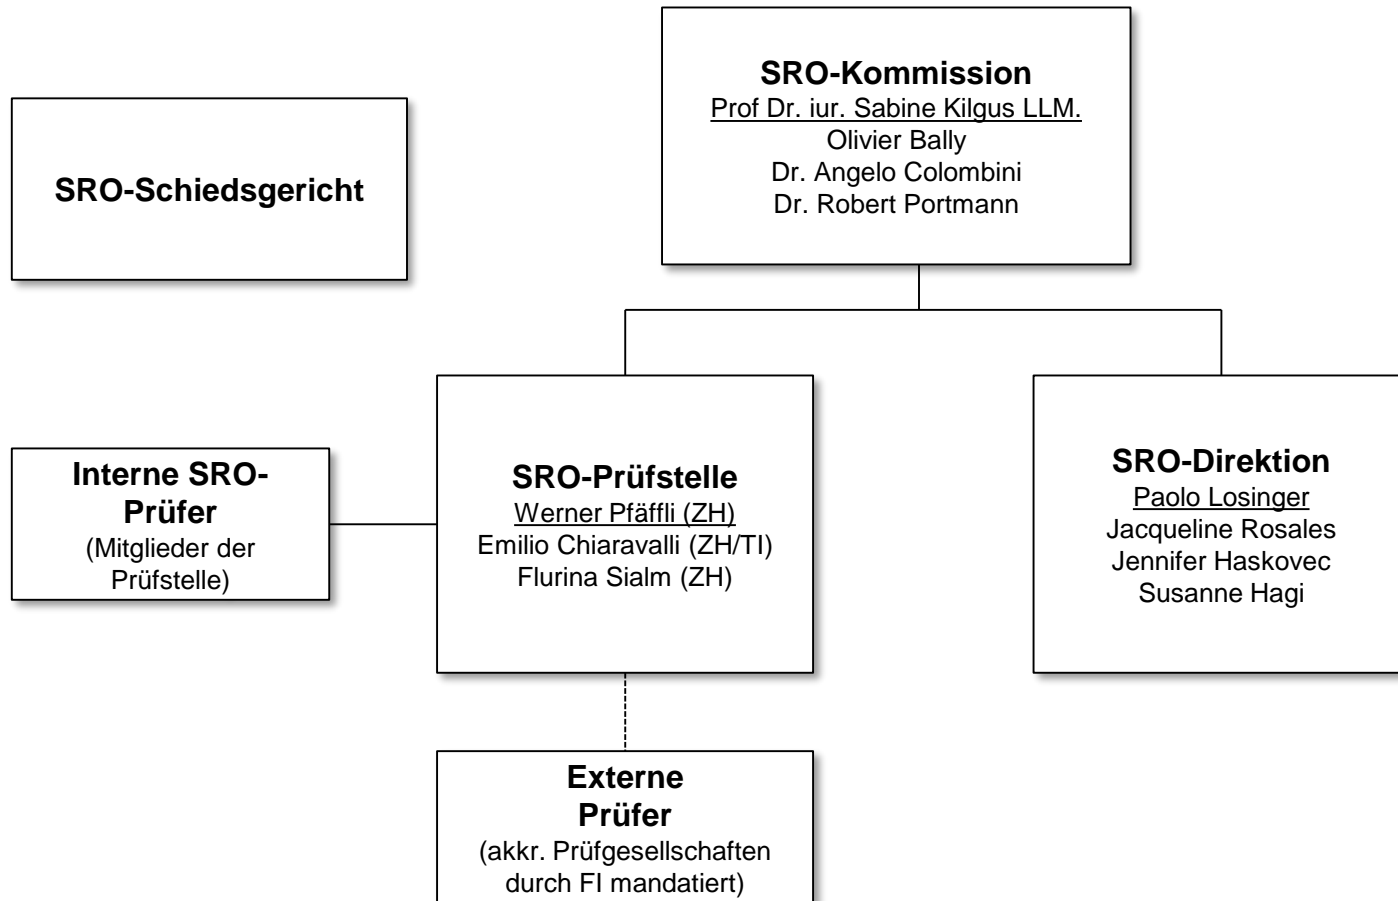 SRO-Kommission
Prof Dr. iur. Sabine Kilgus LLM.
Olivier Bally
Dr. Angelo Colombini
Dr. Robert Portmann
SRO-Schiedsgericht
Interne SRO-
Prüfer
(Mitglieder der
Prüfstelle)
SRO-Prüfstelle
Werner Pfäffli (ZH)
Emilio Chiaravalli (ZH/TI)
Flurina Sialm (ZH)
SRO-Direktion
Paolo Losinger
Jacqueline Rosales
Jennifer Haskovec
Susanne Hagi
Externe
Prüfer
(akkr. Prüfgesellschaften
durch FI mandatiert)